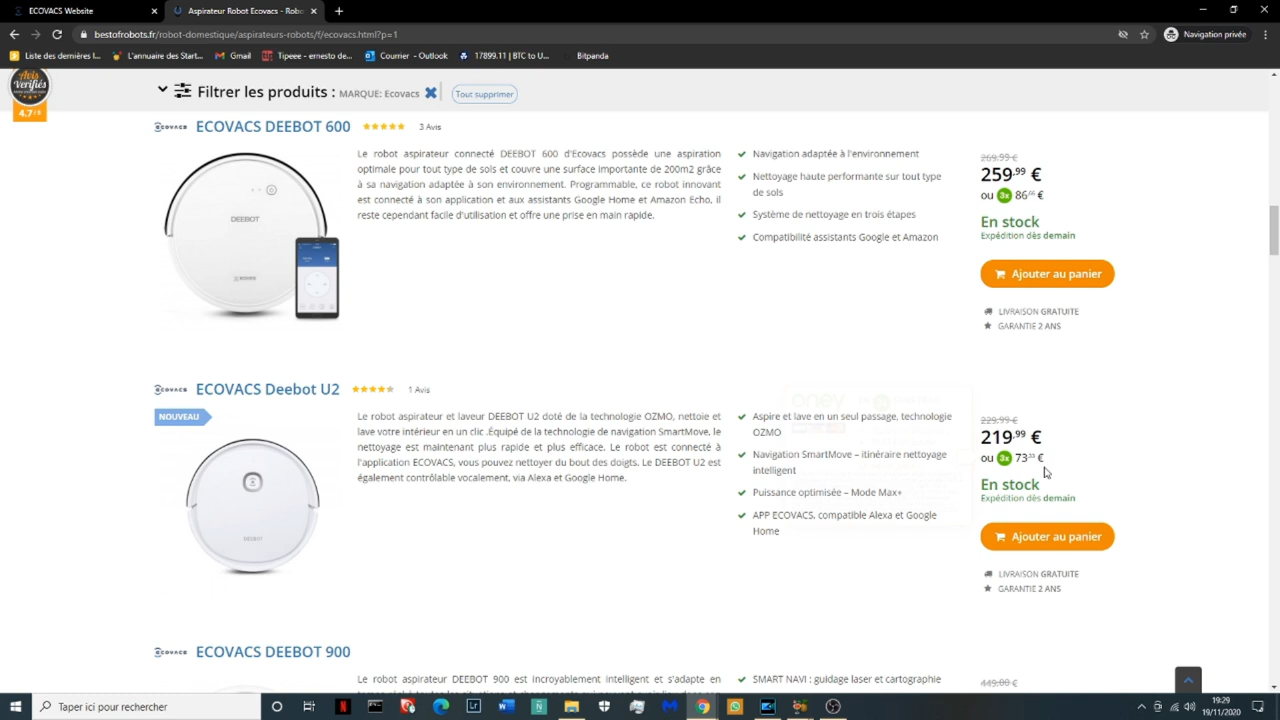 ECOVACS Website
Aspirateur Robot Ecovacs - Robo
bestofrobots.fr/robot-domestique/aspirateurs-robots/f/ecovacs.html?p=1
Navigation privée
Liste des dernières l...
L'annuaire des Start...
Gmail
Tipeee - ernesto de...
Courrier - Outlook
17899.11 | BTC to U...
Bitpanda
Avis Vérifiés
4.7 /5
Filtrer les produits : MARQUE: Ecovacs
Tout supprimer
ECOVACS
ECOVACS DEEBOT 600
3 Avis
Le robot aspirateur connecté DEEBOT 600 d'Ecovacs possède une aspiration
optimale pour tout type de sols et couvre une surface importante de 200m2 grâce
à sa navigation adaptée à son environnement. Programmable, ce robot innovant
est connecté à son application et aux assistants Google Home et Amazon Echo, il
reste cependant facile d'utilisation et offre une prise en main rapide.
DEEBOT
ECOVACS
Navigation adaptée à l'environnement
Nettoyage haute performante sur tout type
de sols
Système de nettoyage en trois étapes
Compatibilité assistants Google et Amazon
269,99 €
259,99 €
ou 3x 86,66 €
En stock
Expédition dès demain
Ajouter au panier
LIVRAISON GRATUITE
GARANTIE 2 ANS
ECOVACS
ECOVACS Deebot U2
1 Avis
NOUVEAU
Le robot aspirateur et laveur DEEBOT U2 doté de la technologie OZMO, nettoie et
lave votre intérieur en un clic .Équipé de la technologie de navigation SmartMove, le
nettoyage est maintenant plus rapide et plus efficace. Le robot est connecté à
l'application ECOVACS, vous pouvez nettoyer du bout des doigts. Le DEEBOT U2 est
également contrôlable vocalement, via Alexa et Google Home.
DEEBOT
Aspire et lave en un seul passage, technologie
OZMO
Navigation SmartMove – itinéraire nettoyage
intelligent
Puissance optimisée – Mode Max+
APP ECOVACS, compatible Alexa et Google
Home
oney
229,99 €
219,99 €
ou 3x 73,33 €
En stock
Expédition dès demain
Ajouter au panier
LIVRAISON GRATUITE
GARANTIE 2 ANS
ECOVACS
ECOVACS DEEBOT 900
Le robot aspirateur DEEBOT 900 est incroyablement intelligent et s'adapte en
SMART NAVI : guidage laser et cartographie
449,00 €
Taper ici pour rechercher
19:29
19/11/2020